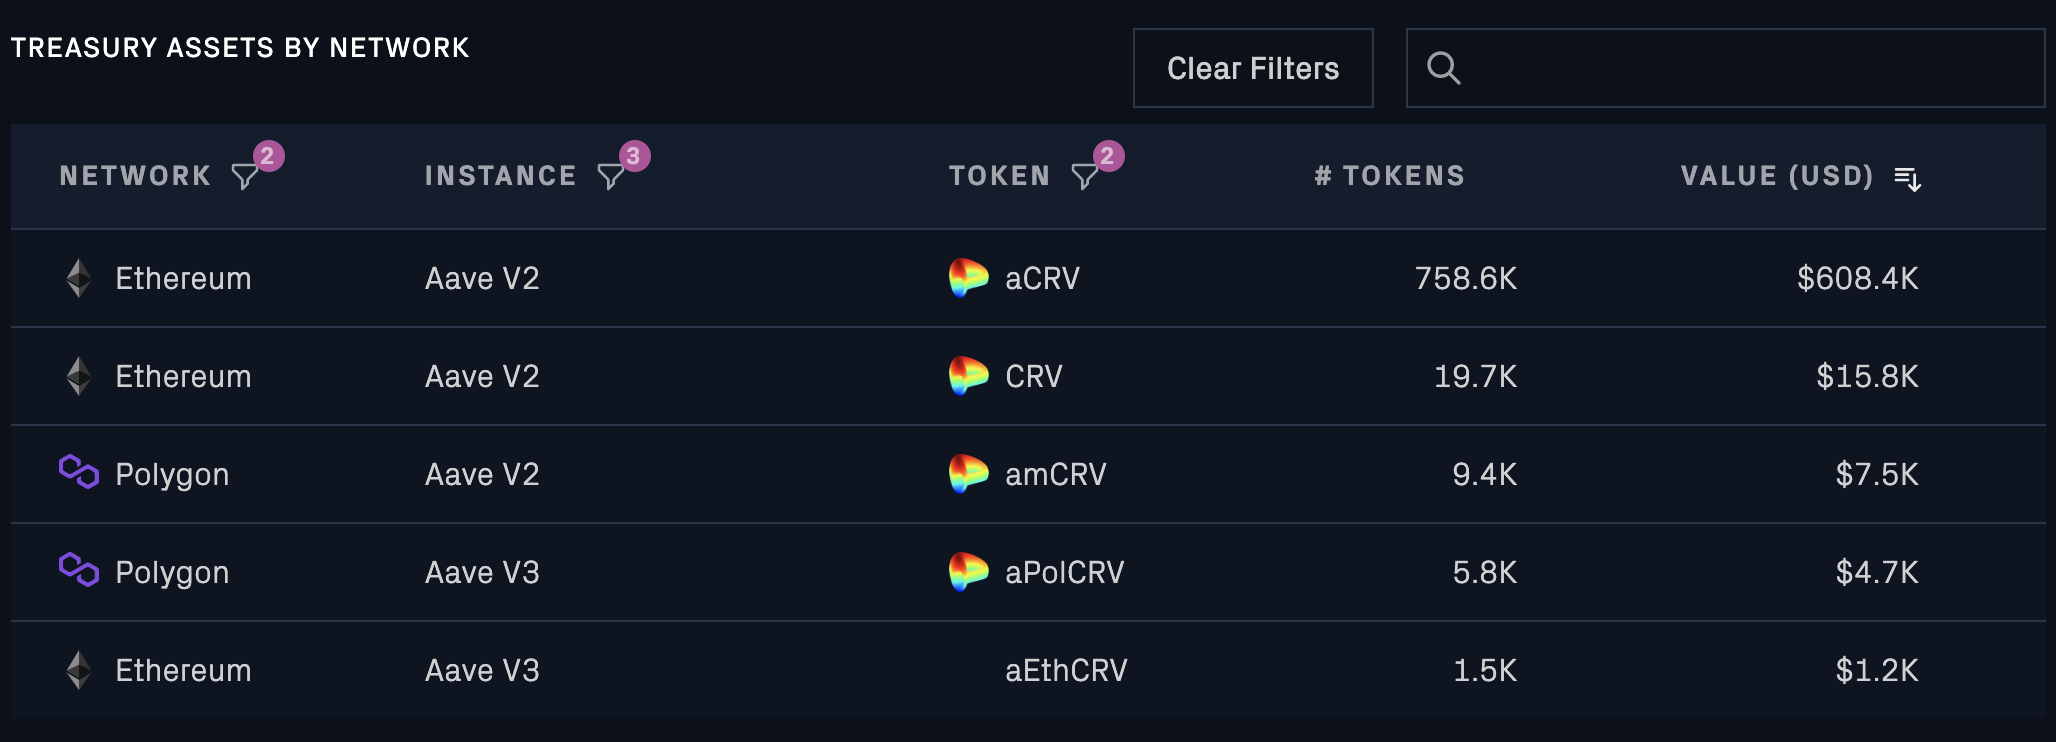 TREASURY ASSETS BY NETWORK
Clear Filters
NETWORK 2 INSTANCE 3 TOKEN 2 # TOKENS VALUE (USD)
Ethereum Aave V2 aCRV 758.6K $608.4K
Ethereum Aave V2 CRV 19.7K $15.8K
Polygon Aave V2 amCRV 9.4K $7.5K
Polygon Aave V3 aPolCRV 5.8K $4.7K
Ethereum Aave V3 aEthCRV 1.5K $1.2K